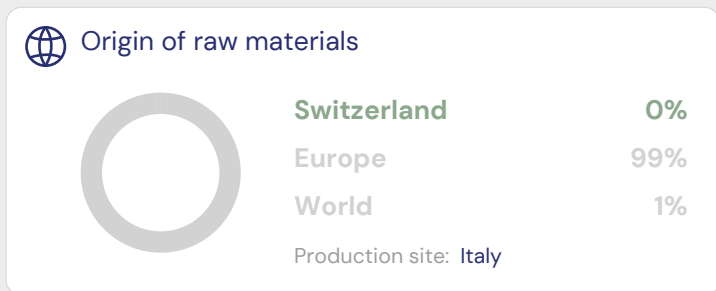 Origin of raw materials
Switzerland 0%
Europe 99%
World 1%
Production site: Italy